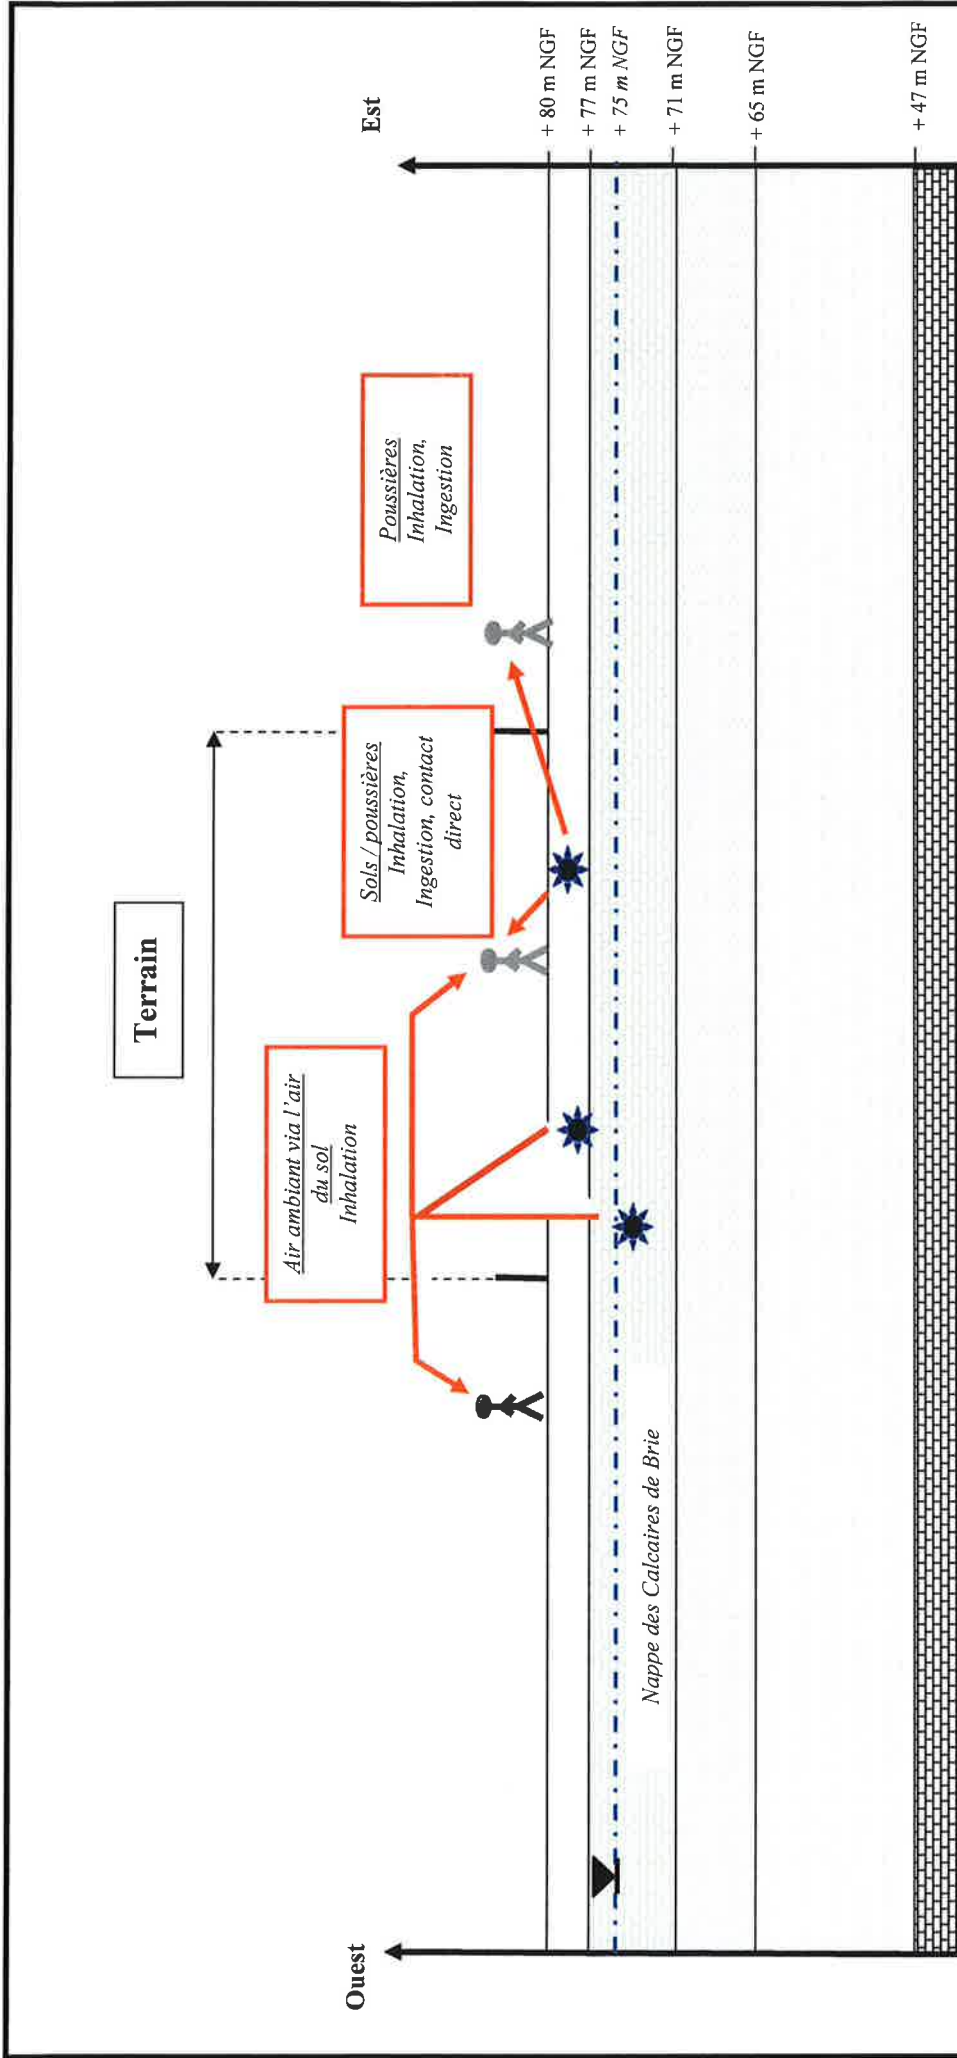 Terrain
Ouest
Est
Air ambiant via l'air
du sol
Inhalation
Sols / poussières
Inhalation,
Ingestion, contact
direct
Poussières
Inhalation,
Ingestion
+ 80 m NGF
+ 77 m NGF
+ 75 m NGF
+ 71 m NGF
+ 65 m NGF
+ 47 m NGF
Nappe des Calcaires de Brie